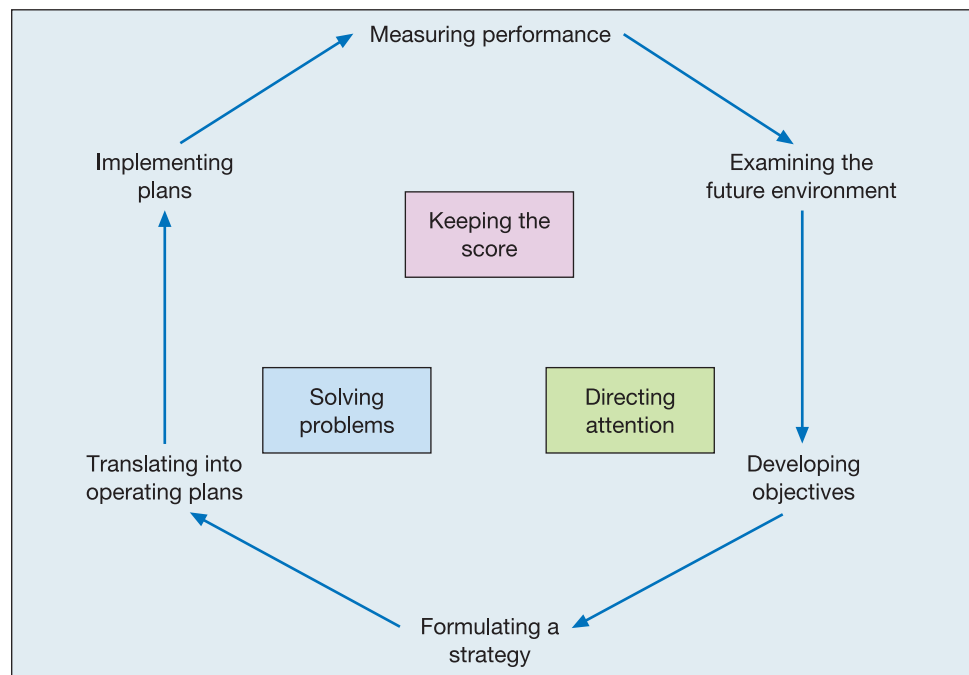 Measuring performance
Implementing
plans
Examining the
future environment
Keeping the
score
Solving
problems
Directing
attention
Translating into
operating plans
Developing
objectives
Formulating a
strategy